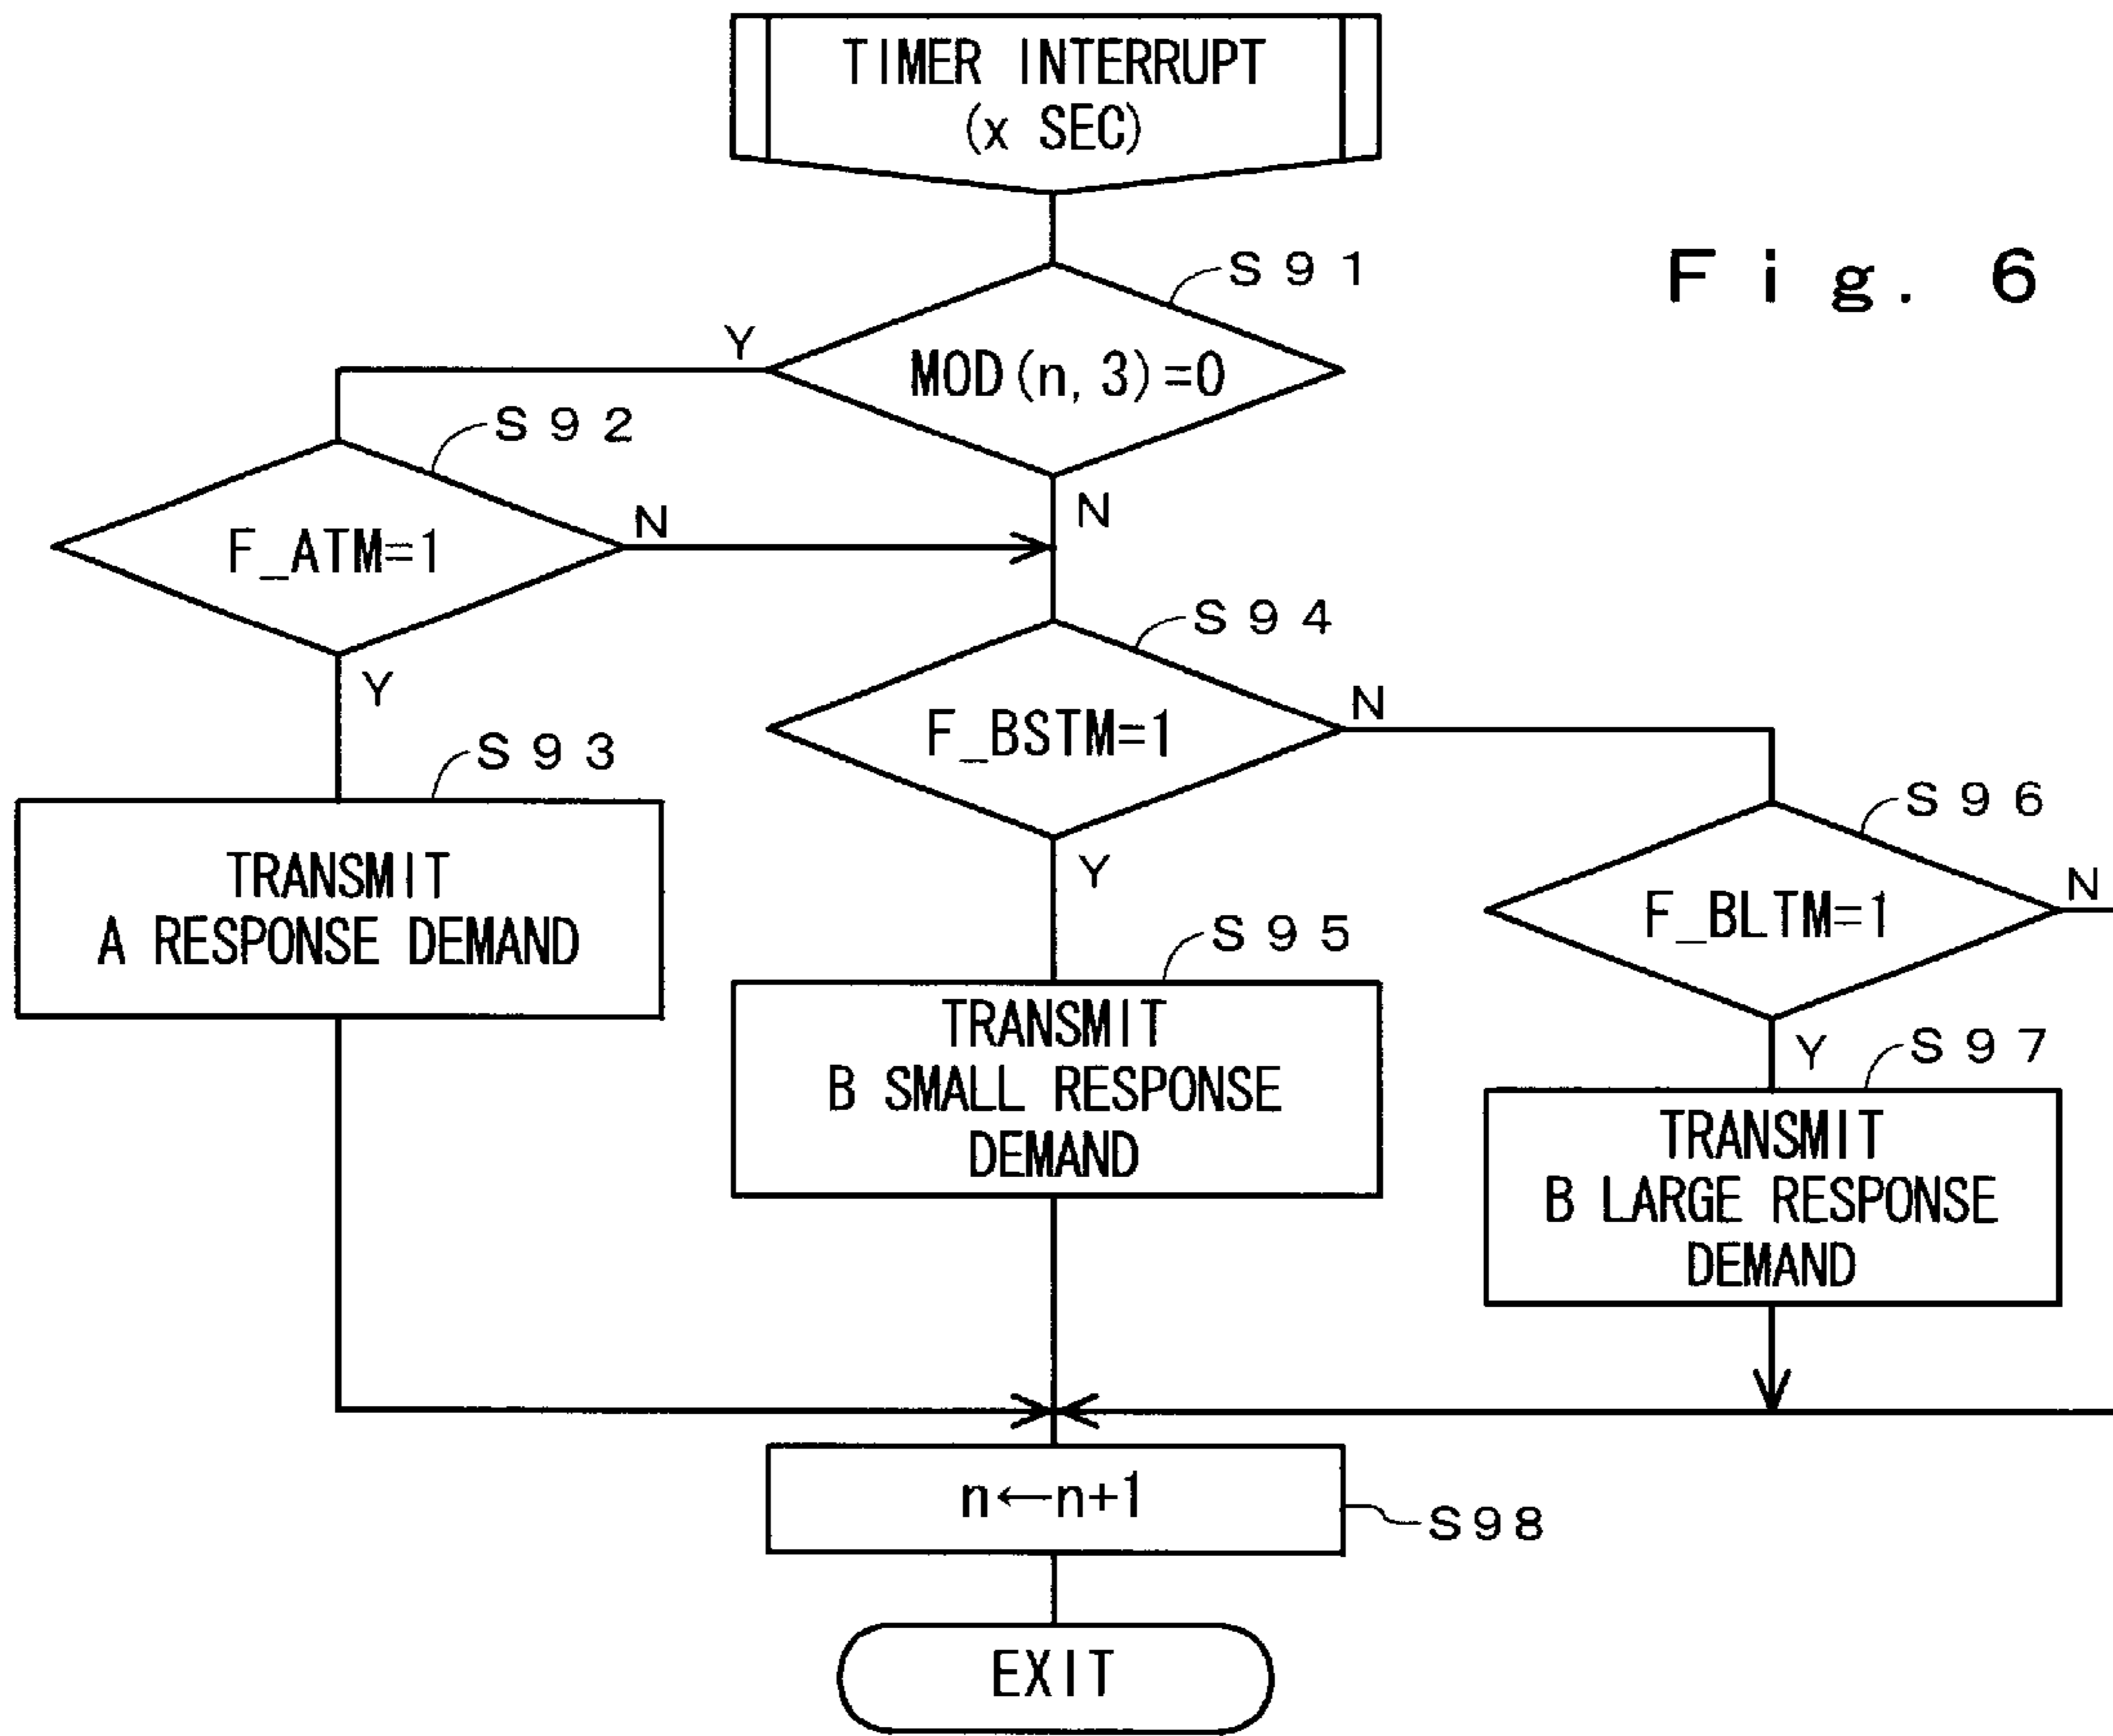 TIMER INTERRUPT
(x SEC)
Fig. 6
S91
MOD(n,3)=0
Y
N
S92
F_ATM=1
N
Y
S94
F_BSTM=1
N
Y
S93
TRANSMIT
A RESPONSE DEMAND
S96
F_BLTM=1
N
Y
S95
TRANSMIT
B SMALL RESPONSE
DEMAND
S97
TRANSMIT
B LARGE RESPONSE
DEMAND
n←n+1
S98
EXIT